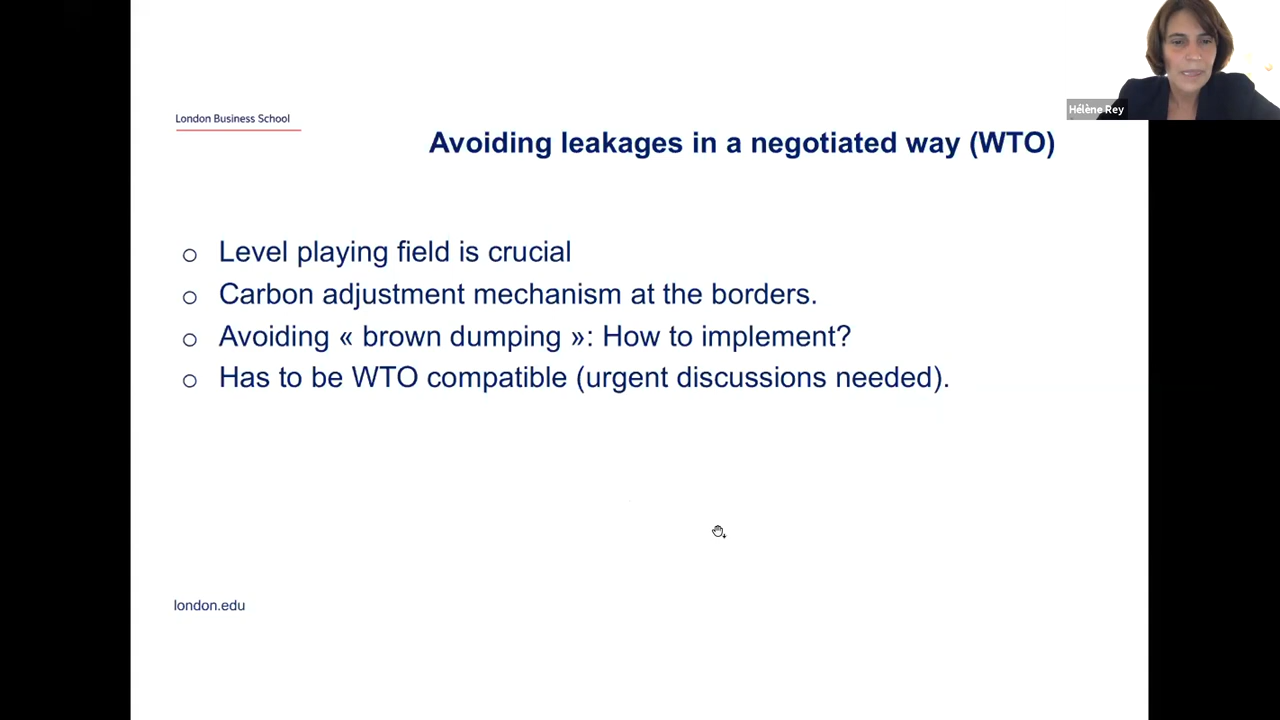 Hélène Rey
London Business School
Avoiding leakages in a negotiated way (WTO)
Level playing field is crucial
Carbon adjustment mechanism at the borders.
Avoiding « brown dumping »: How to implement?
Has to be WTO compatible (urgent discussions needed).
london.edu